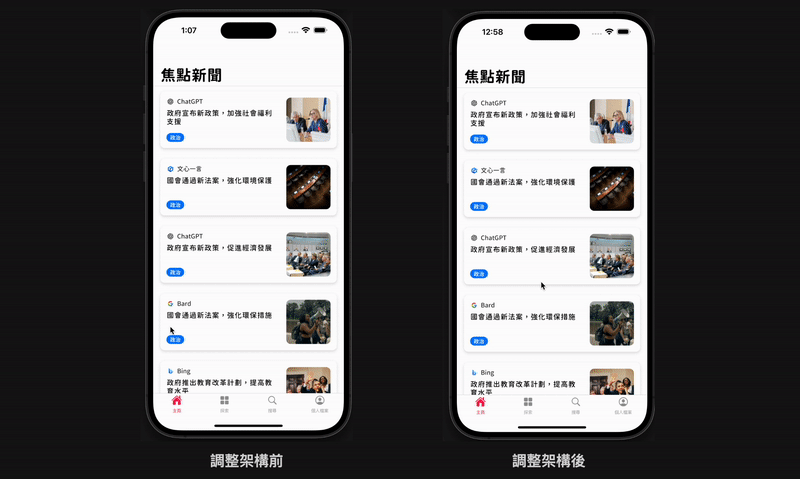 1:07
焦點新聞
ChatGPT
政府宣布新政策，加強社會福利
支援
政治
文心一言
國會通過新法案，強化環境保護
政治
ChatGPT
政府宣布新政策，促進經濟發展
政治
Bard
國會通過新法案，強化環保措施
政治
Bing
政府推出教育改革計劃，提高教
育水平
主頁
搜尋
個人檔案
調整架構前
12:58
焦點新聞
ChatGPT
政府宣布新政策，加強社會福利
支援
政治
文心一言
國會通過新法案，強化環境保護
政治
ChatGPT
政府宣布新政策，促進經濟發展
政治
Bard
國會通過新法案，強化環保措施
政治
Bing
政府推出教育改革計劃，提高教
育水平
主頁
搜尋
個人檔案
調整架構後